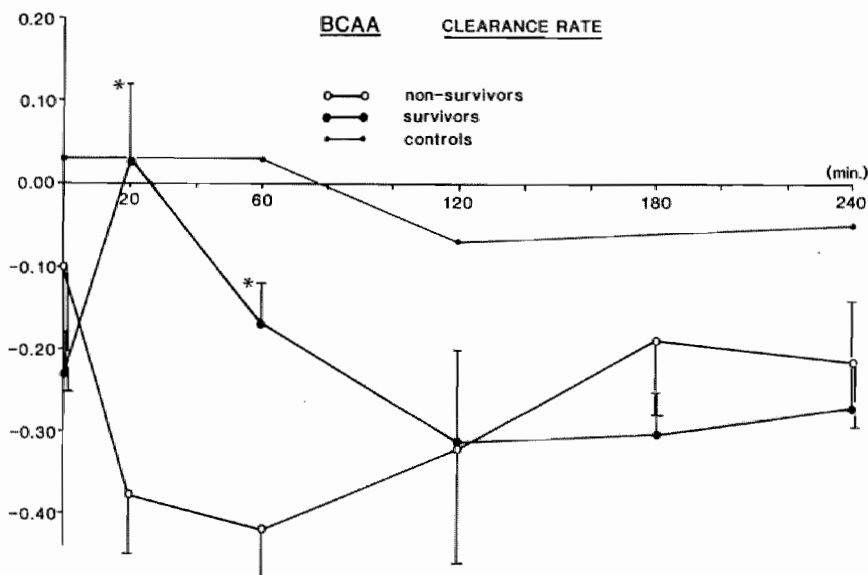 BCAA CLEARANCE RATE
non-survivors
survivors
controls
0.20
0.10
0.00
-0.10
-0.20
-0.30
-0.40
*
*
(min.)
20 60 120 180 240